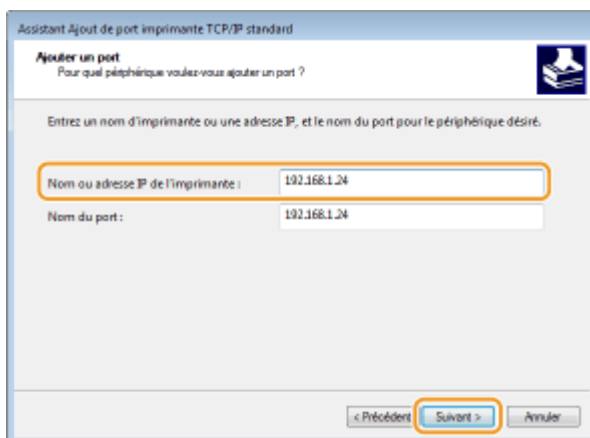 Assistant Ajout de port imprimante TCP/IP standard
Ajouter un port
Pour quel périphérique voulez-vous ajouter un port ?
Entrez un nom d'imprimante ou une adresse IP, et le nom du port pour le périphérique désiré.
Nom ou adresse IP de l'imprimante : 192.168.1.24
Nom du port : 192.168.1.24
< Précédent Suivant > Annuler